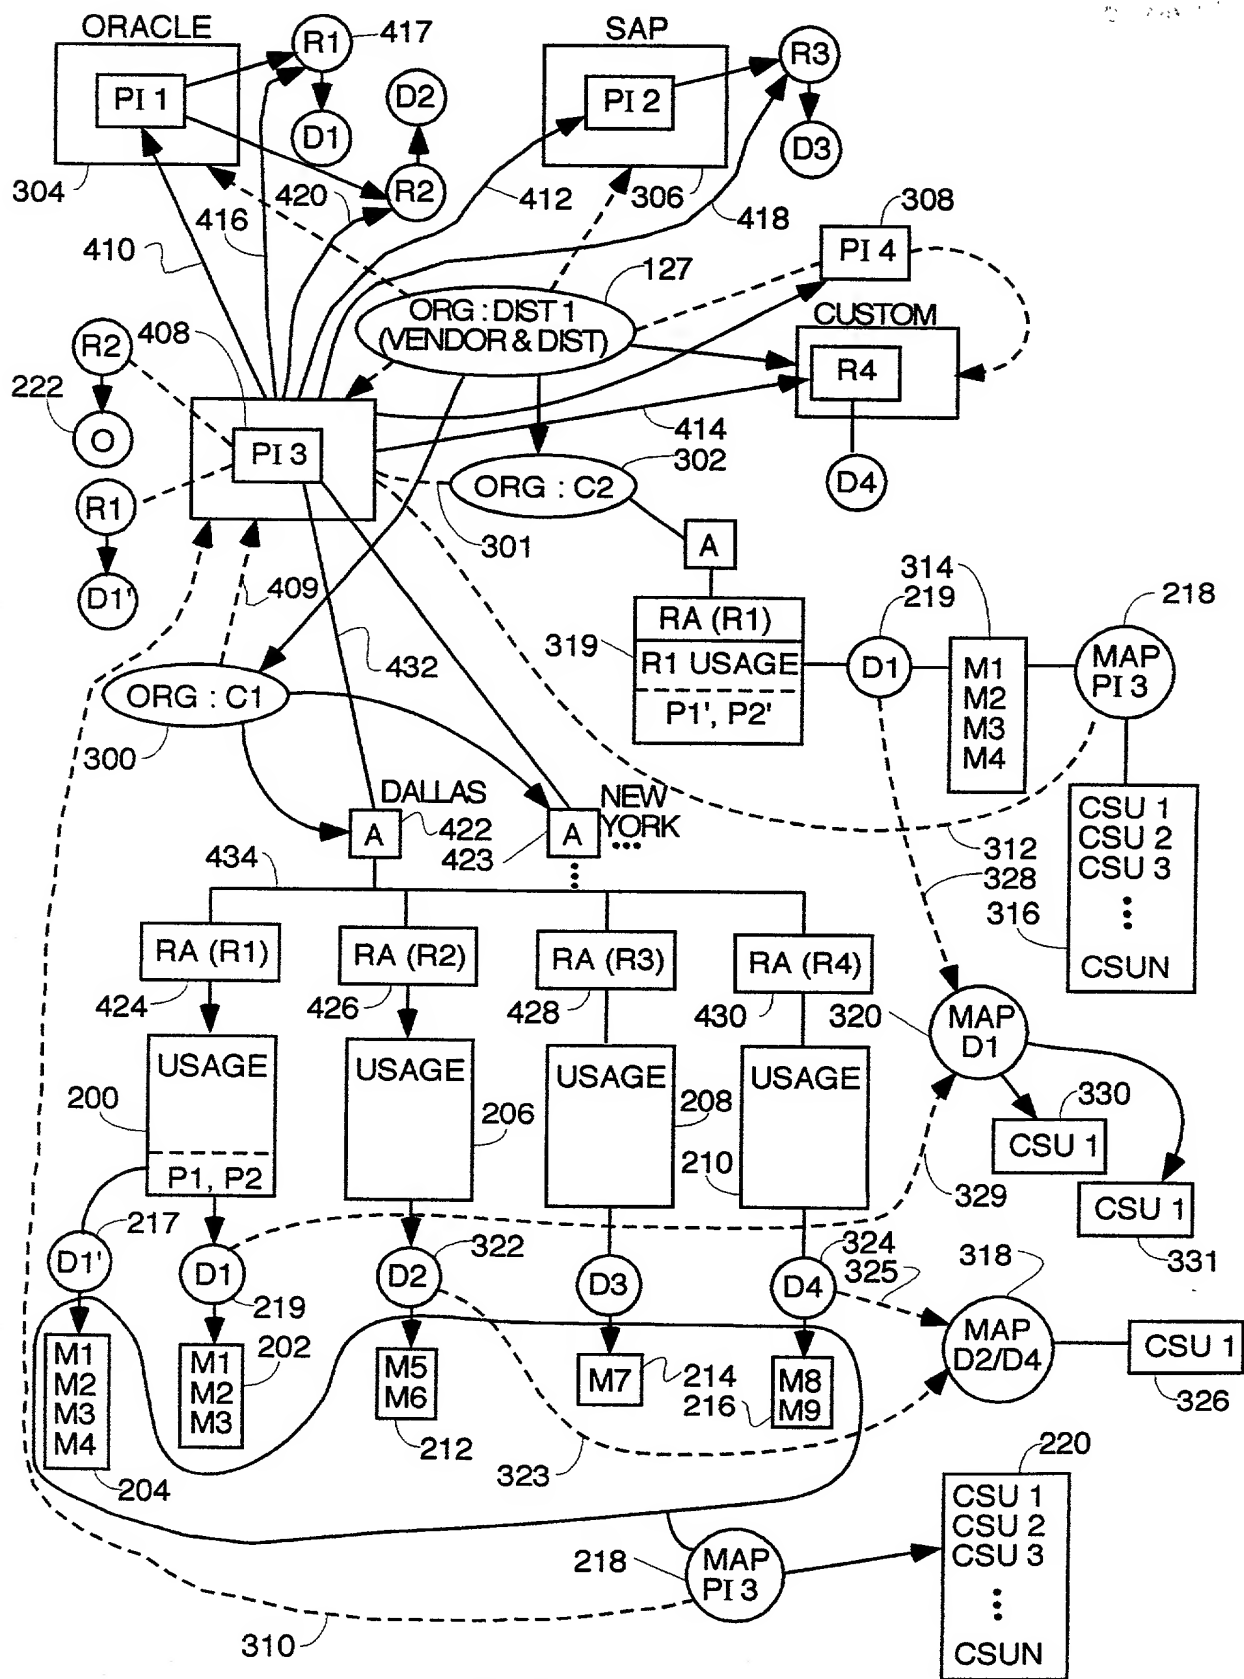 ORACLE
R1
417
SAP
R3
PI 1
D2
PI 2
D1
D3
304
R2
306
420
412
418
308
416
PI 4
410
127
ORG : DIST 1
(VENDOR & DIST)
CUSTOM
408
R2
R4
222
O
PI 3
414
302
ORG : C2
D4
R1
301
A
D1'
409
314
219
218
RA (R1)
319
R1 USAGE
D1
M1
M2
M3
M4
MAP
PI 3
P1', P2'
432
ORG : C1
300
DALLAS
NEW
YORK
...
A
422
A
423
CSU 1
CSU 2
CSU 3
...
CSUN
312
328
316
434
RA (R1)
RA (R2)
RA (R3)
RA (R4)
424
426
428
430
320
MAP
D1
USAGE
USAGE
USAGE
USAGE
200
206
208
210
330
CSU 1
P1, P2
329
CSU 1
331
217
322
324
325
318
D1'
D1
D2
D3
D4
219
MAP
D2/D4
CSU 1
326
M1
M2
M3
M4
M1
M2
M3
202
M5
M6
M7
214
216
M8
M9
204
212
323
220
CSU 1
CSU 2
CSU 3
...
CSUN
218
MAP
PI 3
310